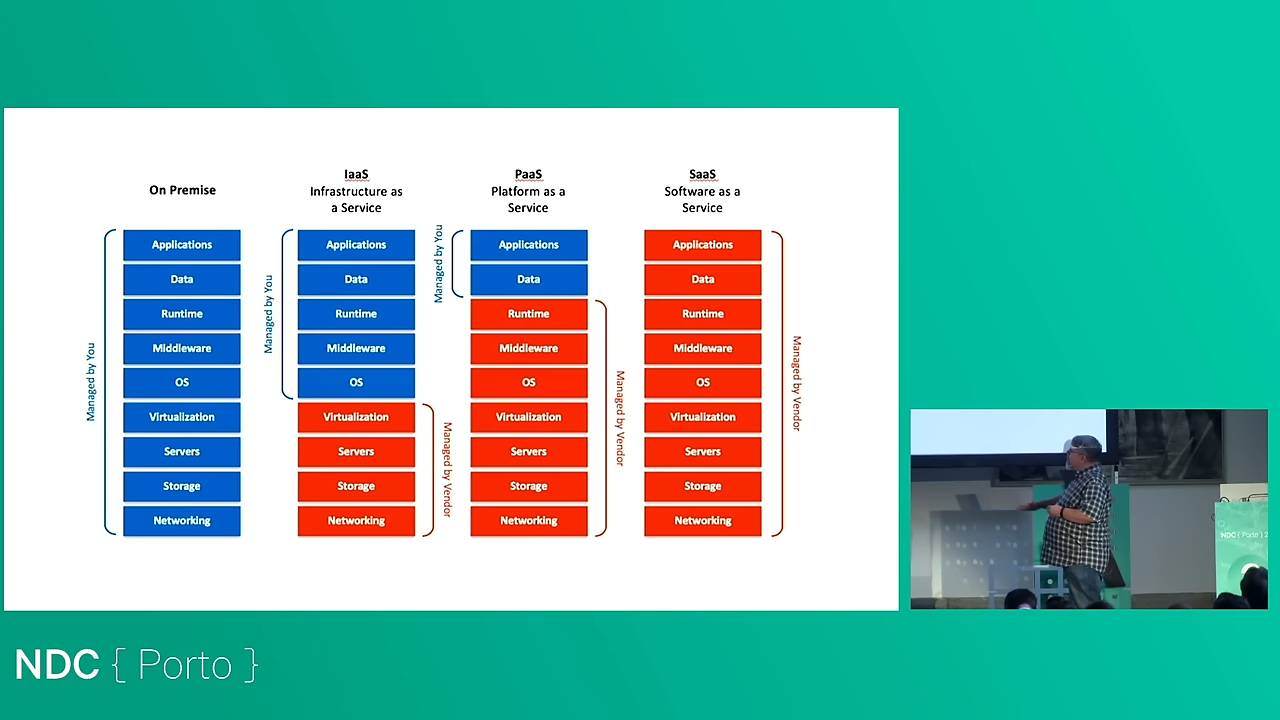 On Premise
Managed by You
Applications
Data
Runtime
Middleware
OS
Virtualization
Servers
Storage
Networking
IaaS
Infrastructure as
a Service
Managed by You
Applications
Data
Runtime
Middleware
OS
Virtualization
Servers
Storage
Networking
Managed by Vendor
PaaS
Platform as a
Service
Managed by You
Applications
Data
Runtime
Middleware
OS
Virtualization
Servers
Storage
Networking
Managed by Vendor
SaaS
Software as a
Service
Applications
Data
Runtime
Middleware
OS
Virtualization
Servers
Storage
Networking
Managed by Vendor
NDC { Porto } 2
NDC { Porto }